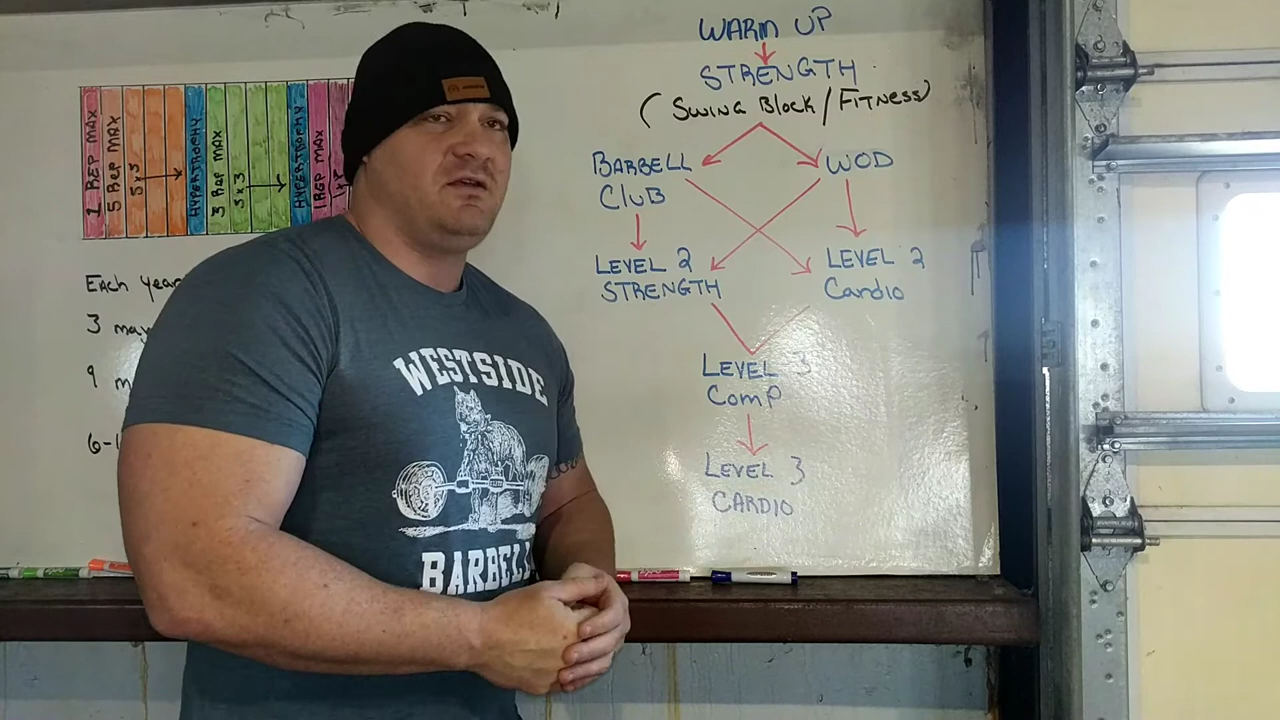 1 REP MAX
5 REP MAX
5x5
HYPERTROPHY
3 REP MAX
3x3
HYPERTROPHY
1 REP MAX
Each year
3 may
9 m
6-1
WARM UP
STRENGTH
(Swing Block/Fitness)
BARBELL
CLUB
WOD
LEVEL 2
STRENGTH
LEVEL 2
Cardio
LEVEL 3
Comp
LEVEL 3
CARDIO
WESTSIDE
BARBELL